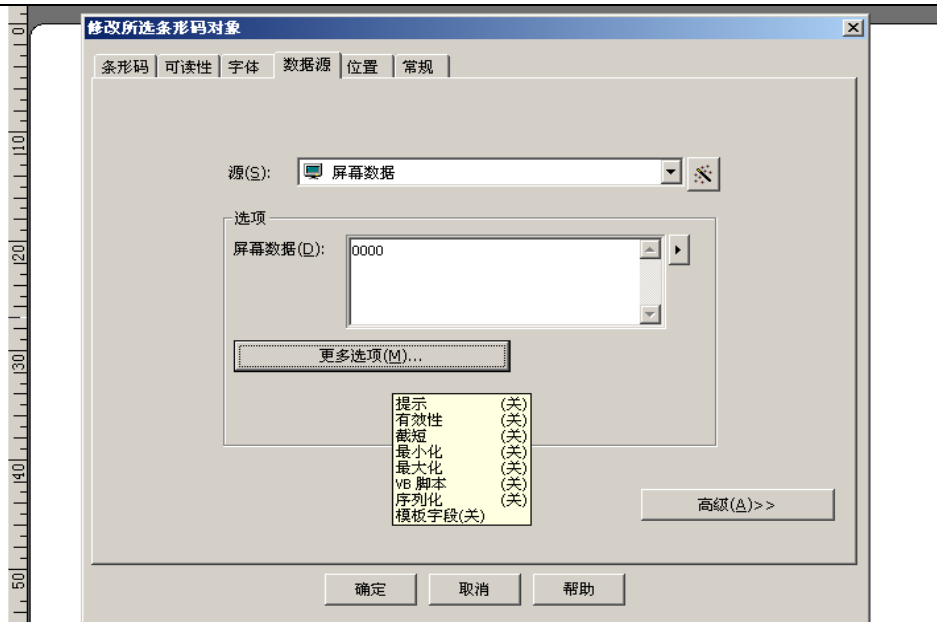 修改所选条形码对象
条形码 可读性 字体 数据源 位置 常规
0
源(S): 屏幕数据
10
选项
屏幕数据(D): 0000
20
更多选项(M)...
30
提示 (关)
有效性 (关)
截短 (关)
最小化 (关)
最大化 (关)
VB 脚本 (关)
序列化 (关)
模板字段(关)
40
高级(A)>>
50
确定 取消 帮助